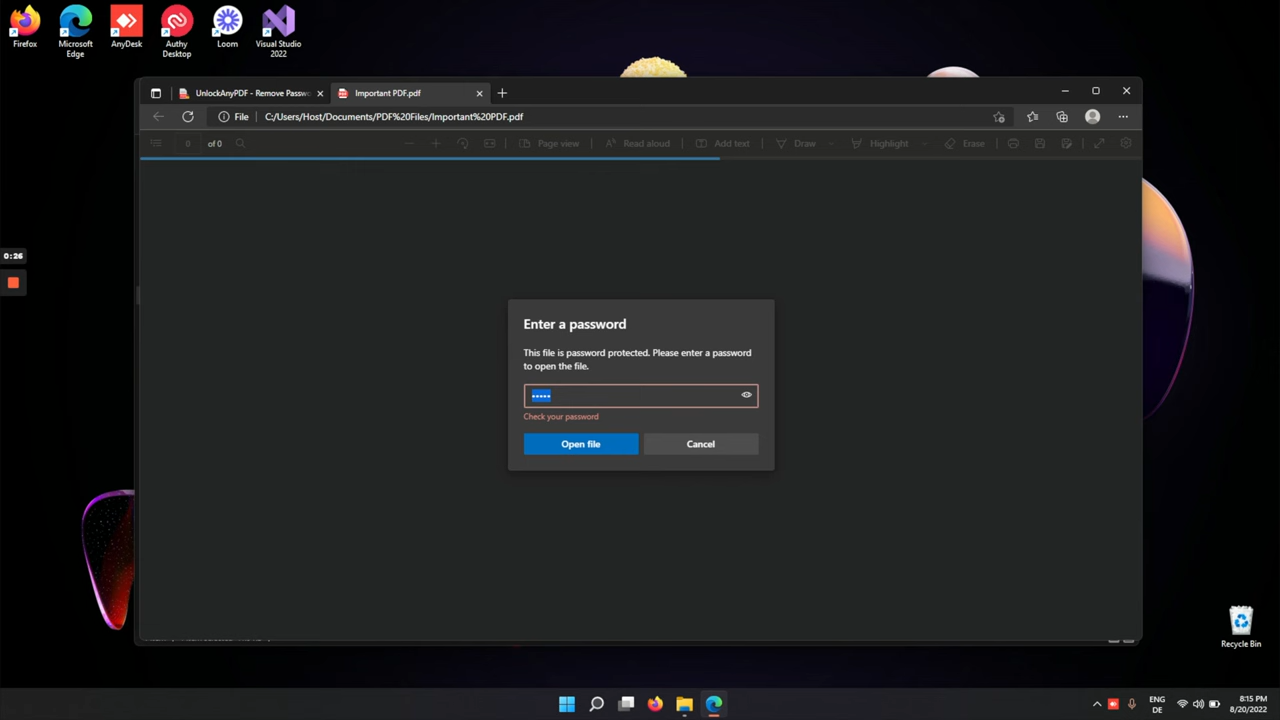 Firefox
Microsoft
Edge
AnyDesk
Authy
Desktop
Loom
Visual Studio
2022
UnlockAnyPDF - Remove Passwo
Important PDF.pdf
File
C:/Users/Host/Documents/PDF%20Files/Important%20PDF.pdf
0 of 0
Page view
Read aloud
Add text
Draw
Highlight
Erase
0:26
Enter a password
This file is password protected. Please enter a password
to open the file.
•••••
Check your password
Open file
Cancel
Recycle Bin
ENG
DE
8:15 PM
8/20/2022